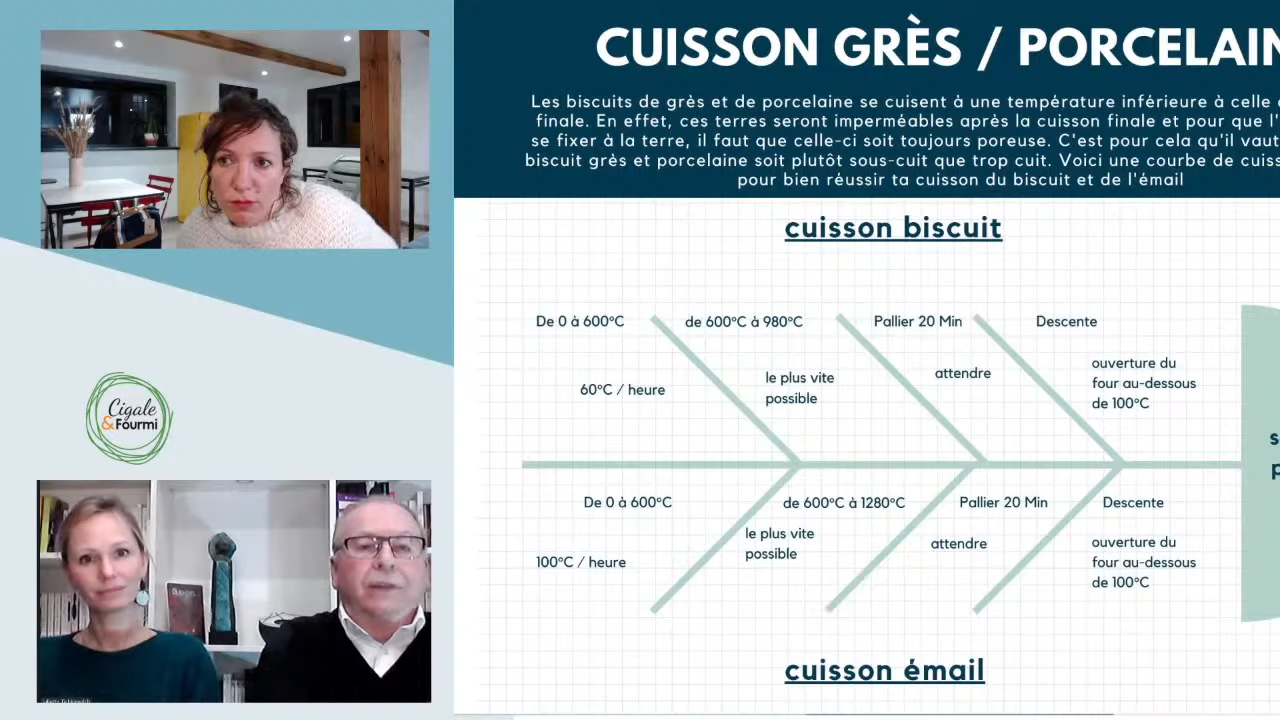 CUISSON GRÈS / PORCELAIN
Les biscuits de grès et de porcelaine se cuisent à une température inférieure à celle
finale. En effet, ces terres seront imperméables après la cuisson finale et pour que l'
se fixer à la terre, il faut que celle-ci soit toujours poreuse. C'est pour cela qu'il vaut
biscuit grès et porcelaine soit plutôt sous-cuit que trop cuit. Voici une courbe de cuiss
pour bien réussir ta cuisson du biscuit et de l'émail
cuisson biscuit
De 0 à 600°C
de 600°C à 980°C
Pallier 20 Min
Descente
60°C / heure
le plus vite
possible
attendre
ouverture du
four au-dessous
de 100°C
Cigale
&Fourmi
s
p
De 0 à 600°C
de 600°C à 1280°C
Pallier 20 Min
Descente
100°C / heure
le plus vite
possible
attendre
ouverture du
four au-dessous
de 100°C
cuisson émail